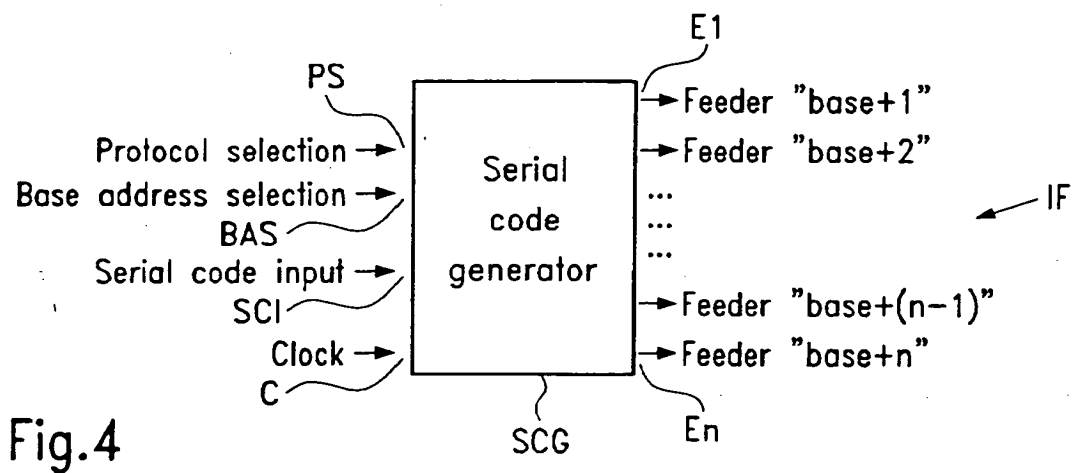 E1
PS
Feeder "base+1"
Protocol selection
Feeder "base+2"
Base address selection
Serial code generator
...
...
...
IF
BAS
Serial code input
SCI
Feeder "base+(n-1)"
Clock
Feeder "base+n"
C
SCG
En
Fig.4